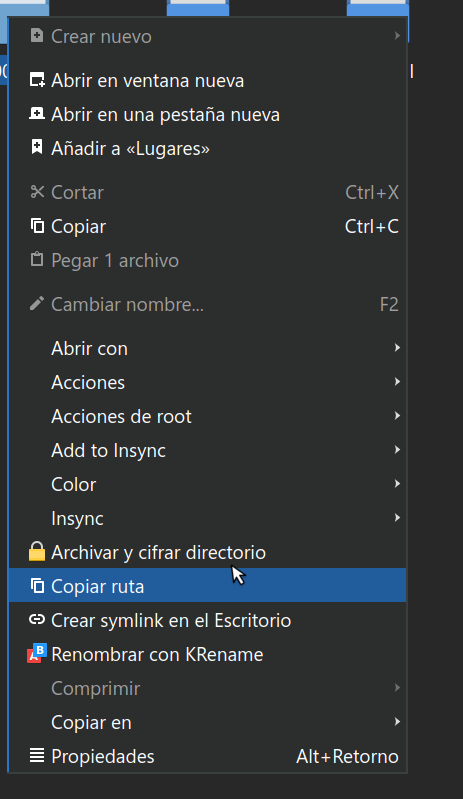 Crear nuevo
Abrir en ventana nueva
Abrir en una pestaña nueva
Añadir a «Lugares»
Cortar Ctrl+X
Copiar Ctrl+C
Pegar 1 archivo
Cambiar nombre... F2
Abrir con
Acciones
Acciones de root
Add to Insync
Color
Insync
Archivar y cifrar directorio
Copiar ruta
Crear symlink en el Escritorio
Renombrar con KRename
Comprimir
Copiar en
Propiedades Alt+Retorno